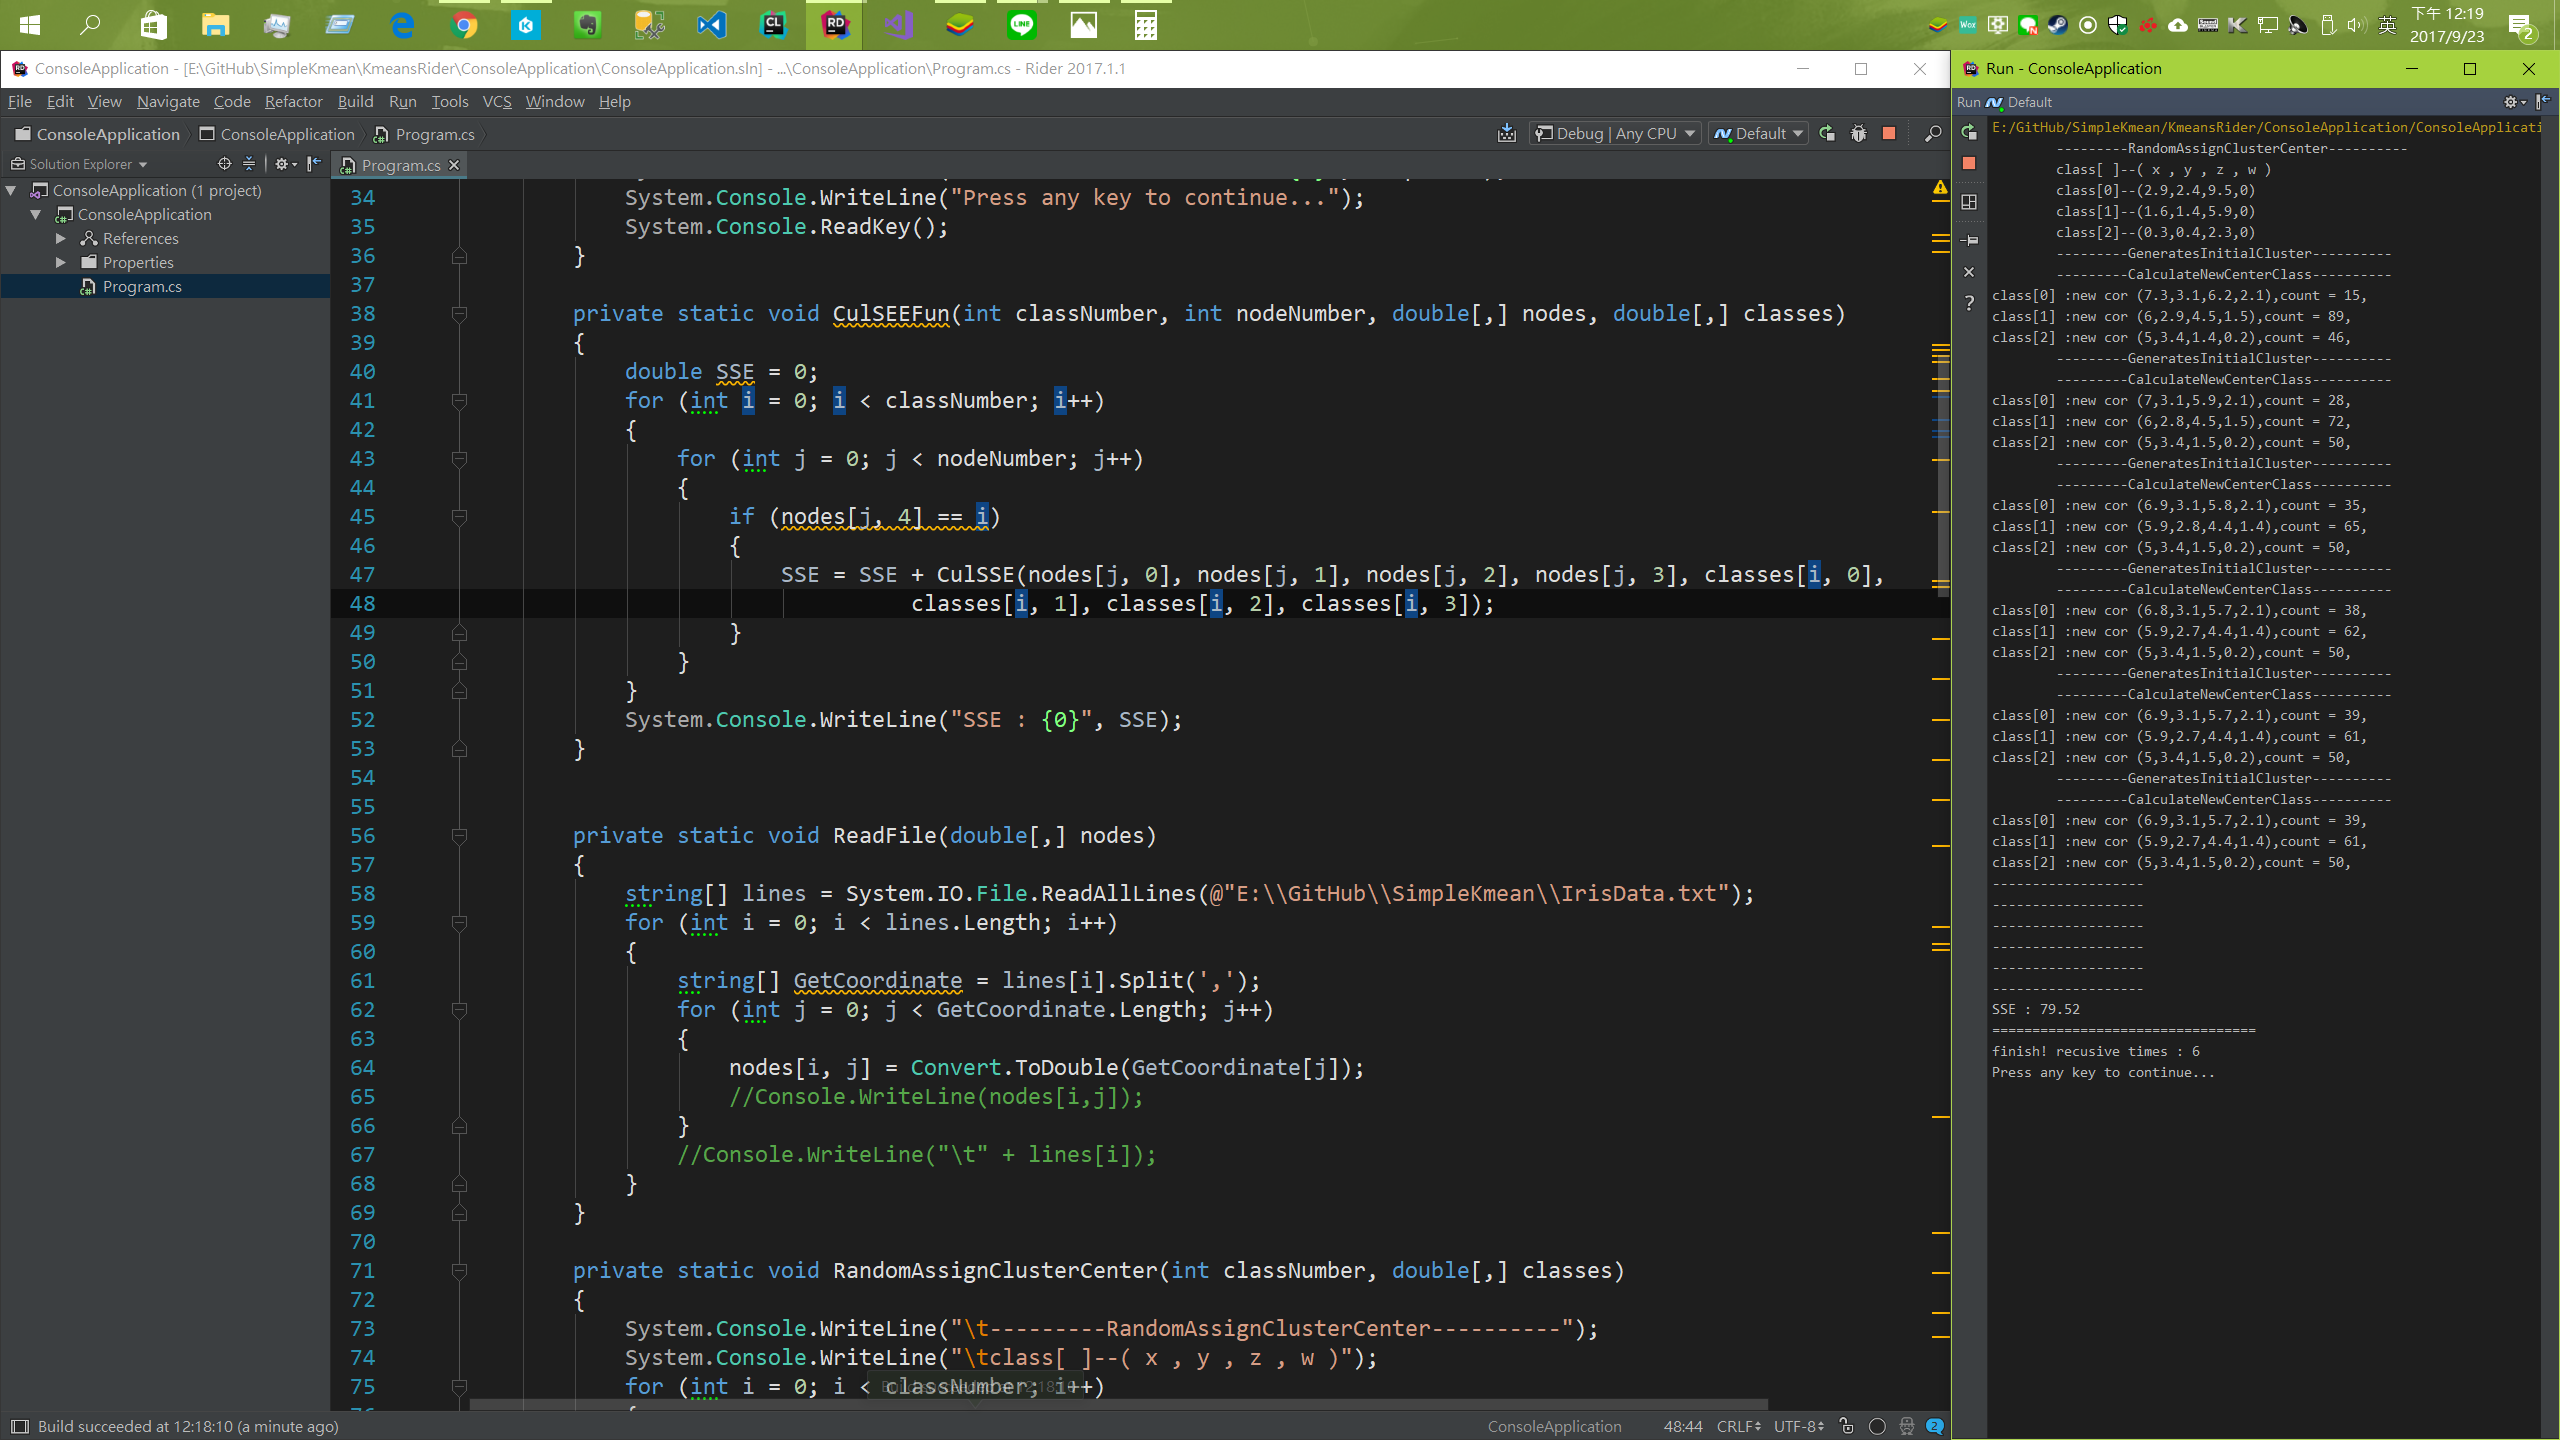 下午 12:19
2017/9/23
英
2
ConsoleApplication - [E:\GitHub\SimpleKmean\KmeansRider\ConsoleApplication\ConsoleApplication.sln] - ...\ConsoleApplication\Program.cs - Rider 2017.1.1
File Edit View Navigate Code Refactor Build Run Tools VCS Window Help
ConsoleApplication ConsoleApplication Program.cs
Debug | Any CPU Default
Solution Explorer
Program.cs
ConsoleApplication (1 project)
ConsoleApplication
References
Properties
Program.cs
34 System.Console.WriteLine("Press any key to continue...");
35 System.Console.ReadKey();
36 }
37
38 private static void CulSEEFun(int classNumber, int nodeNumber, double[,] nodes, double[,] classes)
39 {
40 double SSE = 0;
41 for (int i = 0; i < classNumber; i++)
42 {
43 for (int j = 0; j < nodeNumber; j++)
44 {
45 if (nodes[j, 4] == i)
46 {
47 SSE = SSE + CulSSE(nodes[j, 0], nodes[j, 1], nodes[j, 2], nodes[j, 3], classes[i, 0],
48 classes[i, 1], classes[i, 2], classes[i, 3]);
49 }
50 }
51 }
52 System.Console.WriteLine("SSE : {0}", SSE);
53 }
54
55
56 private static void ReadFile(double[,] nodes)
57 {
58 string[] lines = System.IO.File.ReadAllLines(@"E:\\GitHub\\SimpleKmean\\IrisData.txt");
59 for (int i = 0; i < lines.Length; i++)
60 {
61 string[] GetCoordinate = lines[i].Split(',');
62 for (int j = 0; j < GetCoordinate.Length; j++)
63 {
64 nodes[i, j] = Convert.ToDouble(GetCoordinate[j]);
65 //Console.WriteLine(nodes[i,j]);
66 }
67 //Console.WriteLine("\t" + lines[i]);
68 }
69 }
70
71 private static void RandomAssignClusterCenter(int classNumber, double[,] classes)
72 {
73 System.Console.WriteLine("\t---------RandomAssignClusterCenter----------");
74 System.Console.WriteLine("\tclass[ ]--( x , y , z , w )");
75 for (int i = 0; i < classNumber; i++)
Build succeeded at 12:18:10 (a minute ago)
ConsoleApplication 48:44 CRLF UTF-8 2
Run - ConsoleApplication
Run Default
E:/GitHub/SimpleKmean/KmeansRider/ConsoleApplication/ConsoleApplicati
---------RandomAssignClusterCenter----------
class[ ]--( x , y , z , w )
class[0]--(2.9,2.4,9.5,0)
class[1]--(1.6,1.4,5.9,0)
class[2]--(0.3,0.4,2.3,0)
---------GeneratesInitialCluster----------
---------CalculateNewCenterClass----------
class[0] :new cor (7.3,3.1,6.2,2.1),count = 15,
class[1] :new cor (6,2.9,4.5,1.5),count = 89,
class[2] :new cor (5,3.4,1.4,0.2),count = 46,
---------GeneratesInitialCluster----------
---------CalculateNewCenterClass----------
class[0] :new cor (7,3.1,5.9,2.1),count = 28,
class[1] :new cor (6,2.8,4.5,1.5),count = 72,
class[2] :new cor (5,3.4,1.5,0.2),count = 50,
---------GeneratesInitialCluster----------
---------CalculateNewCenterClass----------
class[0] :new cor (6.9,3.1,5.8,2.1),count = 35,
class[1] :new cor (5.9,2.8,4.4,1.4),count = 65,
class[2] :new cor (5,3.4,1.5,0.2),count = 50,
---------GeneratesInitialCluster----------
---------CalculateNewCenterClass----------
class[0] :new cor (6.8,3.1,5.7,2.1),count = 38,
class[1] :new cor (5.9,2.7,4.4,1.4),count = 62,
class[2] :new cor (5,3.4,1.5,0.2),count = 50,
---------GeneratesInitialCluster----------
---------CalculateNewCenterClass----------
class[0] :new cor (6.9,3.1,5.7,2.1),count = 39,
class[1] :new cor (5.9,2.7,4.4,1.4),count = 61,
class[2] :new cor (5,3.4,1.5,0.2),count = 50,
---------GeneratesInitialCluster----------
---------CalculateNewCenterClass----------
class[0] :new cor (6.9,3.1,5.7,2.1),count = 39,
class[1] :new cor (5.9,2.7,4.4,1.4),count = 61,
class[2] :new cor (5,3.4,1.5,0.2),count = 50,
-------------------
-------------------
-------------------
-------------------
-------------------
-------------------
SSE : 79.52
=================================
finish! recusive times : 6
Press any key to continue...